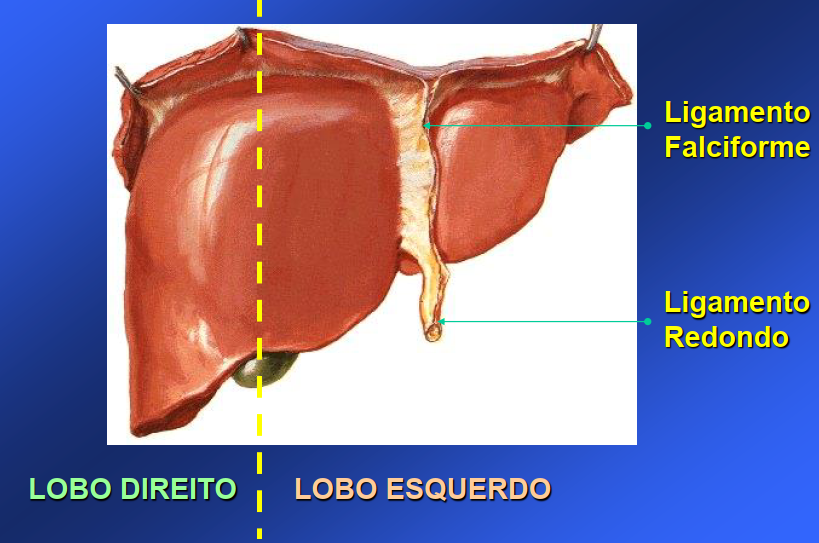 Ligamento
Falciforme
Ligamento
Redondo
LOBO DIREITO
LOBO ESQUERDO